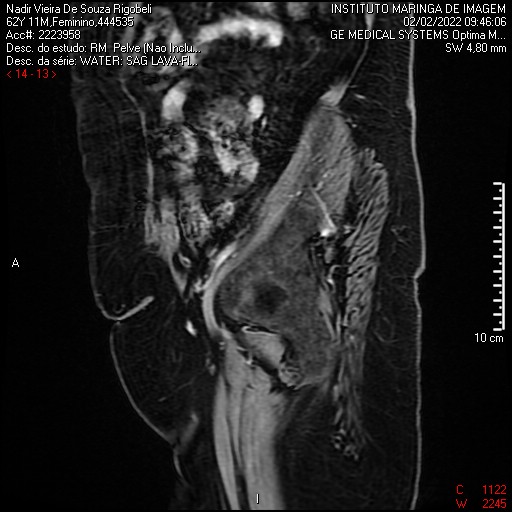 Nadir Vieira De Souza Rigobeli
62Y 11M,Feminino,444535
Acc#: 2223958
Desc. do estudo: RM  Pelve (Nao Inclu...
Desc. da série: WATER: SAG LAVA-Fl...
< 14 - 13 >
INSTITUTO MARINGA DE IMAGEM
02/02/2022 09:46:06
GE MEDICAL SYSTEMS Optima M...
SW 4,80 mm
A
10 cm
I
C 1122
W 2245